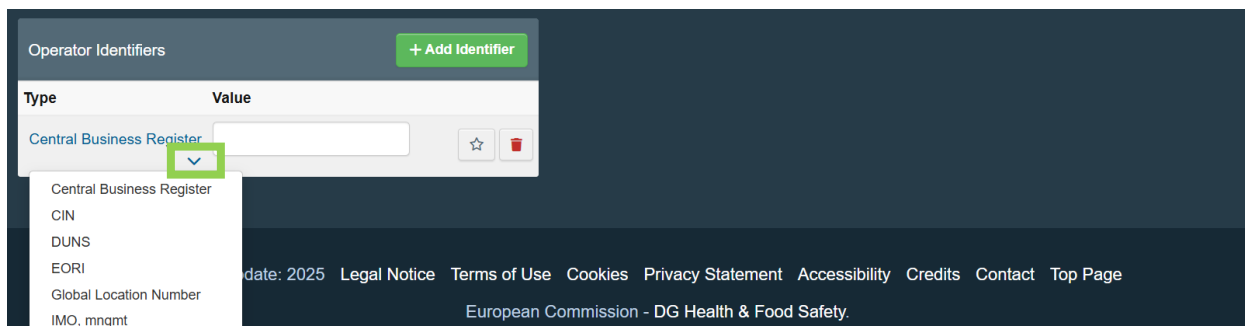 Operator Identifiers
+ Add Identifier
Type Value
Central Business Register
Central Business Register
CIN
DUNS
EORI
Global Location Number
IMO, mngmt
date: 2025 Legal Notice Terms of Use Cookies Privacy Statement Accessibility Credits Contact Top Page
European Commission - DG Health & Food Safety.